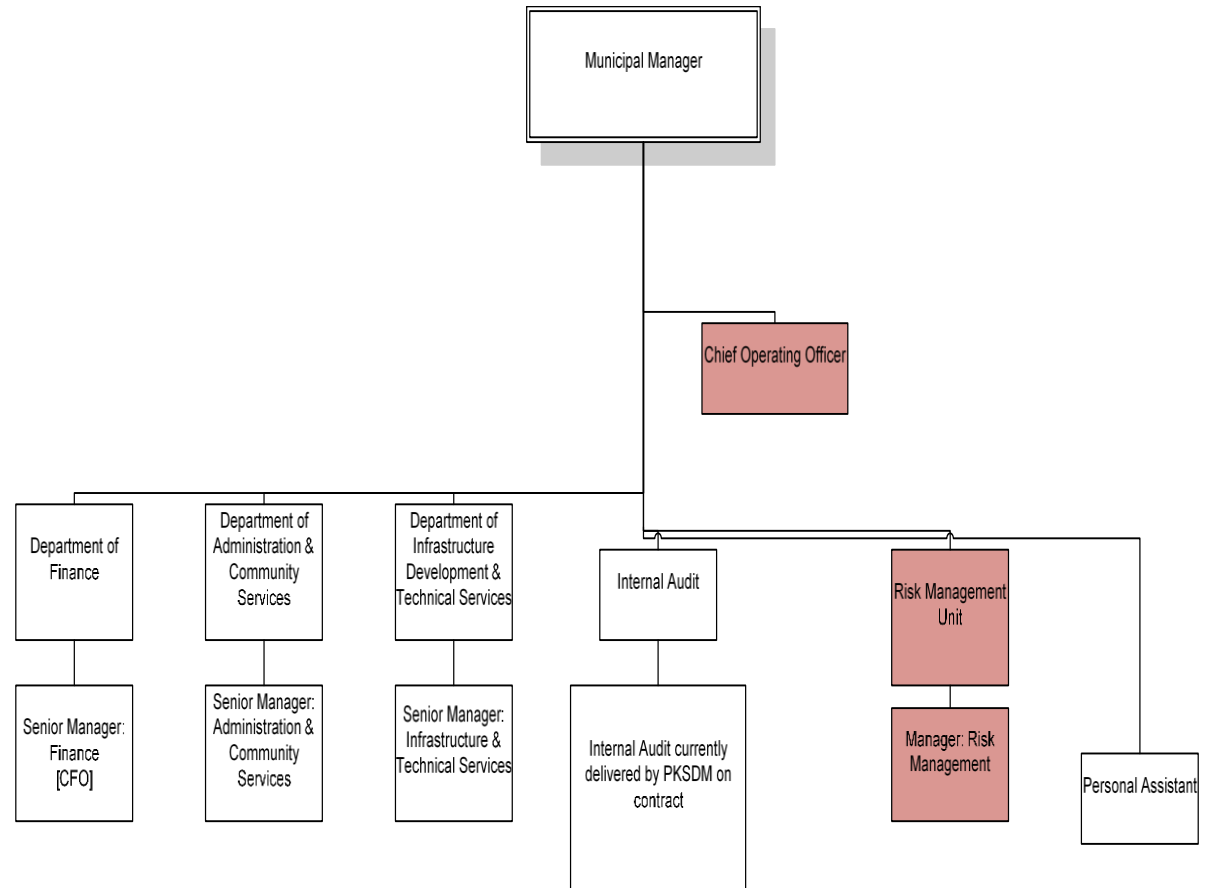 Municipal Manager
Chief Operating Officer
Department of
Finance
Department of
Administration &
Community
Services
Department of
Infrastructure
Development &
Technical Services
Internal Audit
Risk Management
Unit
Senior Manager:
Finance
[CFO]
Senior Manager:
Administration &
Community
Services
Senior Manager:
Infrastructure &
Technical Services
Internal Audit currently
delivered by PKSDM on
contract
Manager: Risk
Management
Personal Assistant